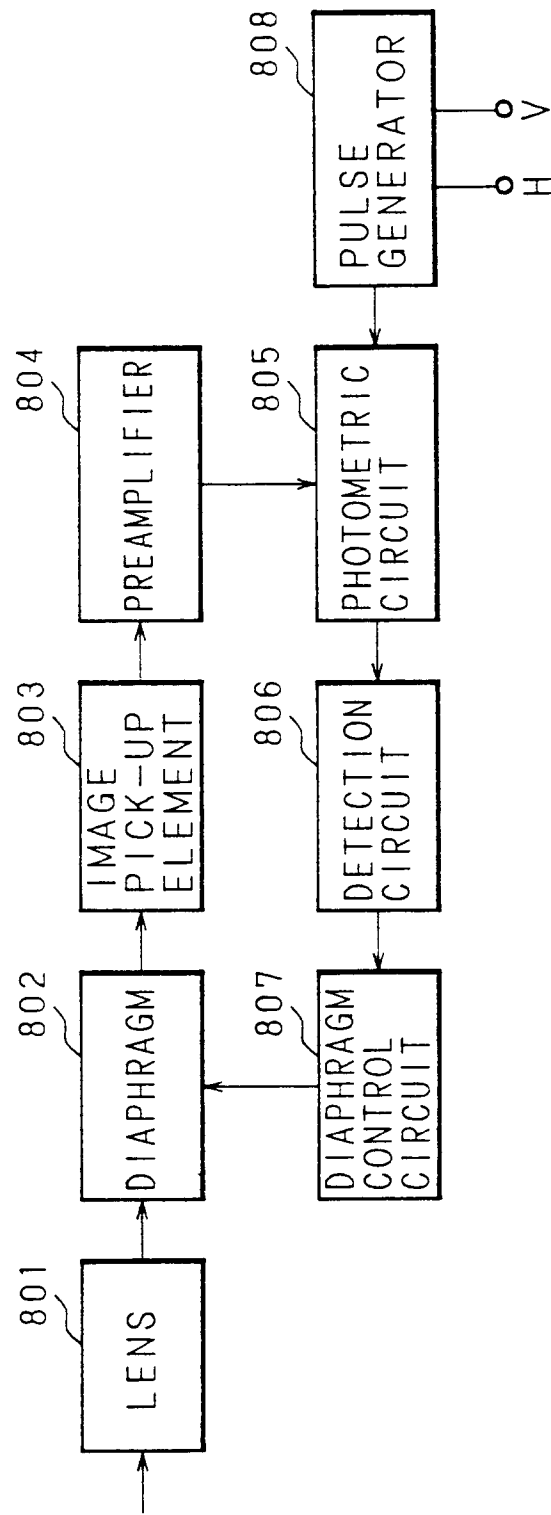 801
LENS
802
DIAPHRAGM
803
IMAGE
PICK-UP
ELEMENT
804
PREAMPLIFIER
807
DIAPHRAGM
CONTROL
CIRCUIT
806
DETECTION
CIRCUIT
805
PHOTOMETRIC
CIRCUIT
808
PULSE
GENERATOR
H
V